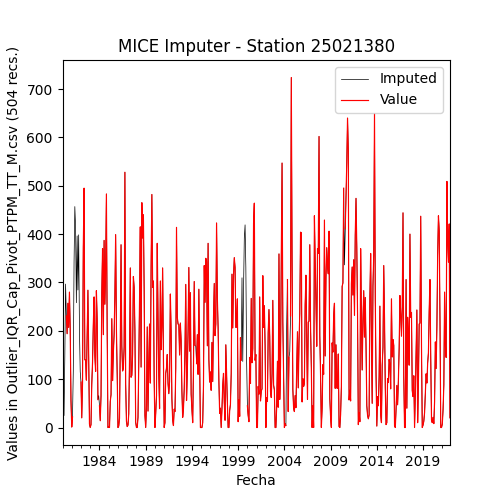 MICE Imputer - Station 25021380
Imputed
Value
Values in Outlier_IQR_Cap_Pivot_PTPM_TT_M.csv (504 recs.)
700
600
500
400
300
200
100
0
1984 1989 1994 1999 2004 2009 2014 2019
Fecha